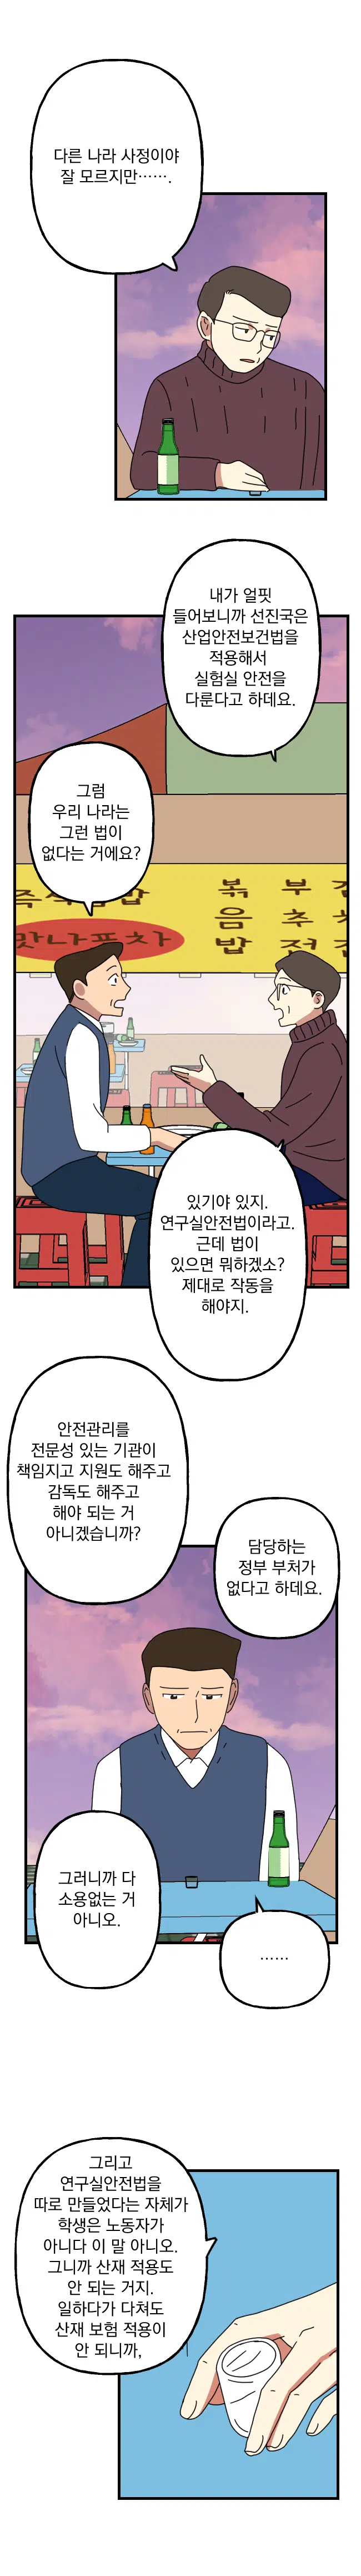 다른 나라 사정이야
잘 모르지만…….
내가 얼핏
들어보니까 선진국은
산업안전보건법을
적용해서
실험실 안전을
다룬다고 하데요.
그럼
우리 나라는
그런 법이
없다는 거에요?
볶 부
음 추
밥 전
맛나포차
있기야 있지.
연구실안전법이라고.
근데 법이
있으면 뭐하겠소?
제대로 작동을
해야지.
안전관리를
전문성 있는 기관이
책임지고 지원도 해주고
감독도 해주고
해야 되는 거
아니겠습니까?
담당하는
정부 부처가
없다고 하데요.
그러니까 다
소용없는 거
아니오.
……
그리고
연구실안전법을
따로 만들었다는 자체가
학생은 노동자가
아니다 이 말 아니오.
그니까 산재 적용도
안 되는 거지.
일하다가 다쳐도
산재 보험 적용이
안 되니까,